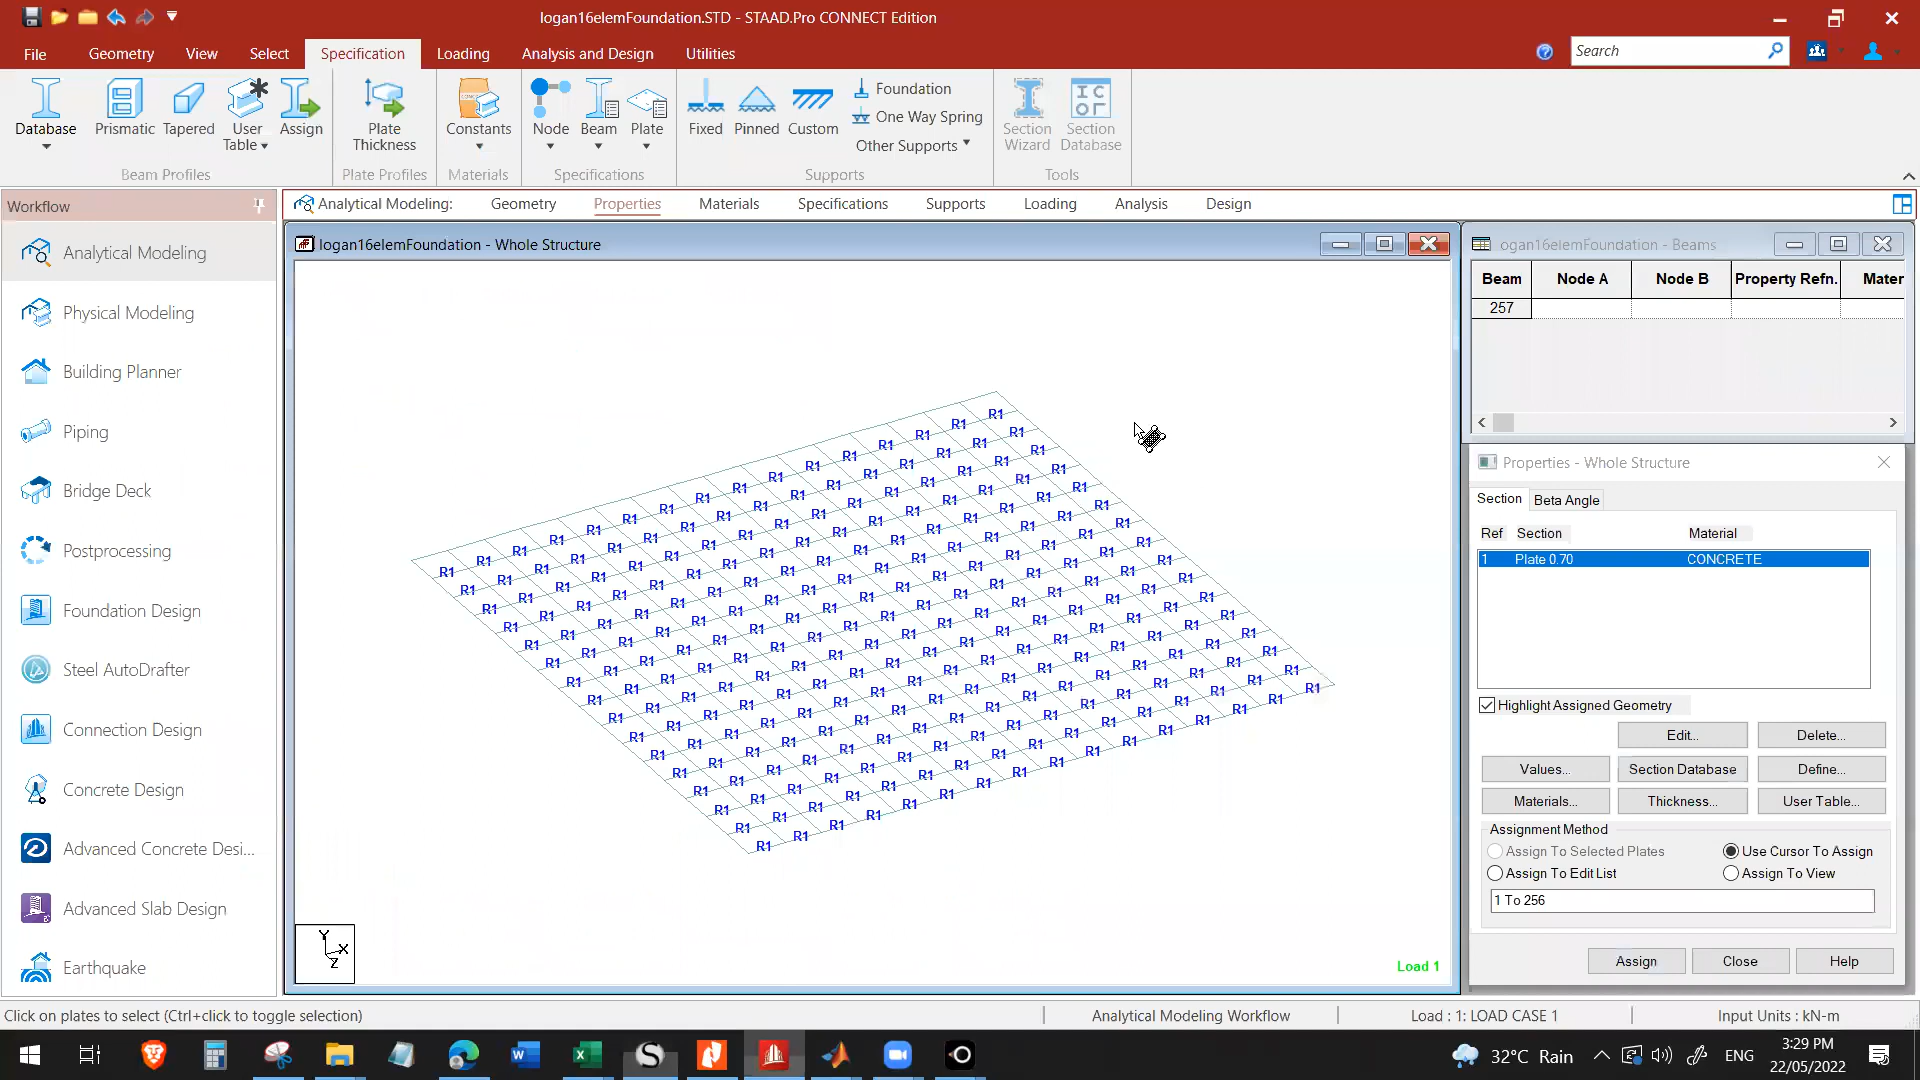 logan16elemFoundation.STD - STAAD.Pro CONNECT Edition
File
Geometry
View
Select
Specification
Loading
Analysis and Design
Utilities
Search
Database
Prismatic
Tapered
User Table
Assign
Beam Profiles
Plate Thickness
Plate Profiles
Constants
Materials
Node
Beam
Plate
Specifications
Fixed
Pinned
Custom
Foundation
One Way Spring
Other Supports
Supports
Section Wizard
Section Database
Tools
Workflow
Analytical Modeling
Physical Modeling
Building Planner
Piping
Bridge Deck
Postprocessing
Foundation Design
Steel AutoDrafter
Connection Design
Concrete Design
Advanced Concrete Desi...
Advanced Slab Design
Earthquake
Analytical Modeling:
Geometry
Properties
Materials
Specifications
Supports
Loading
Analysis
Design
logan16elemFoundation - Whole Structure
R1
Y
X
Z
Load 1
ogan16elemFoundation - Beams
Beam
Node A
Node B
Property Refn.
Mater
257
Properties - Whole Structure
Section
Beta Angle
Ref Section Material
1 Plate 0.70 CONCRETE
Highlight Assigned Geometry
Edit...
Delete...
Values...
Section Database
Define...
Materials...
Thickness...
User Table...
Assignment Method
Assign To Selected Plates
Use Cursor To Assign
Assign To Edit List
Assign To View
1 To 256
Assign
Close
Help
Click on plates to select (Ctrl+click to toggle selection)
Analytical Modeling Workflow
Load : 1: LOAD CASE 1
Input Units : kN-m
32°C Rain
ENG
3:29 PM
22/05/2022